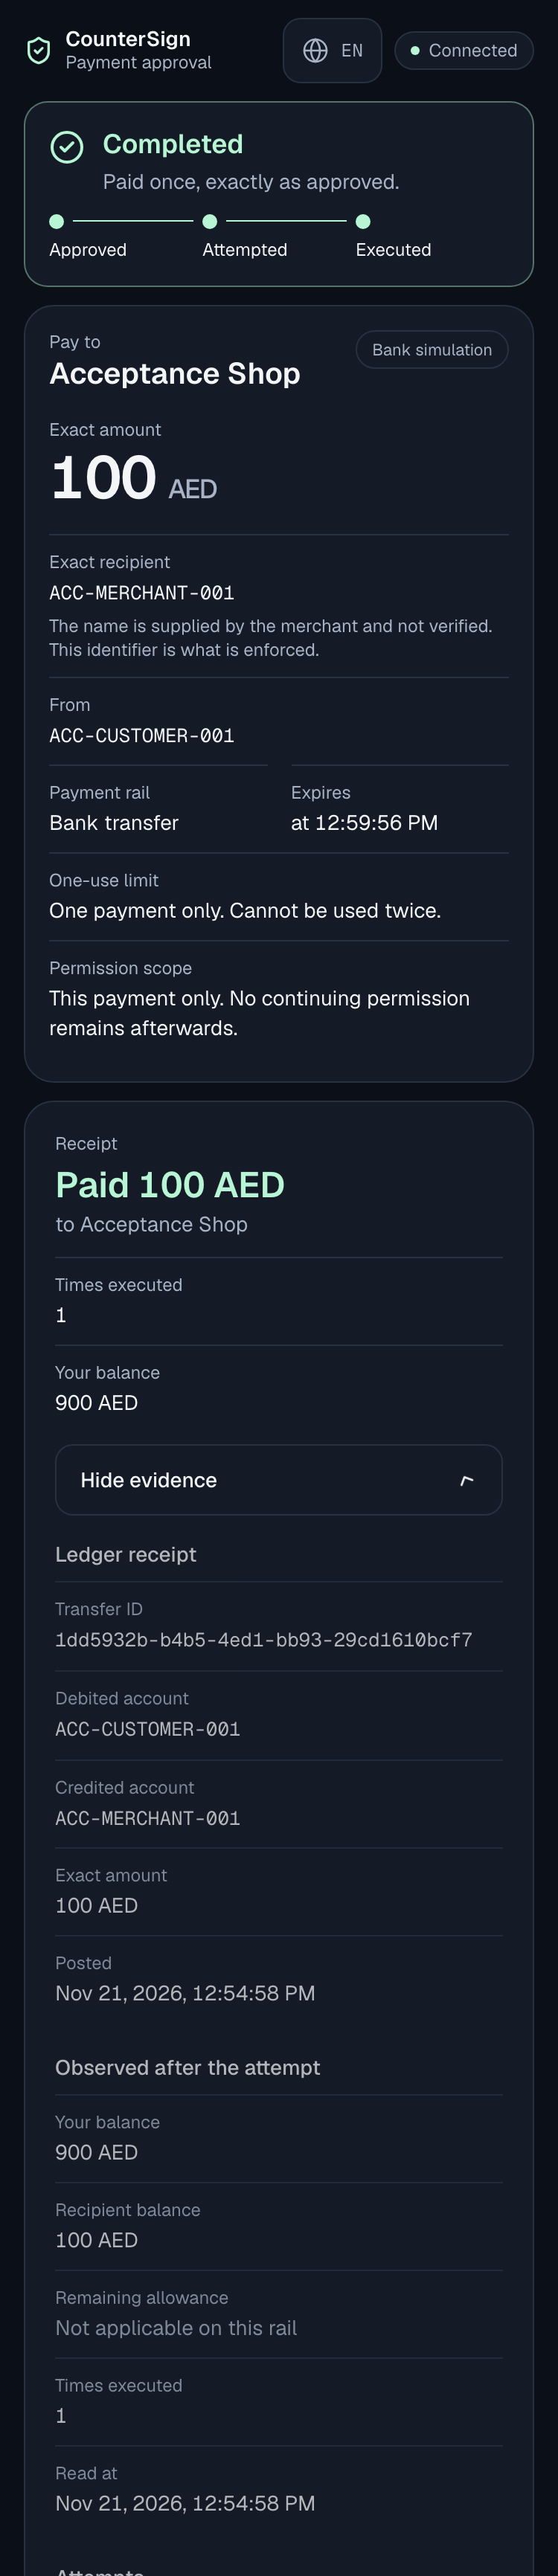 CounterSign
Payment approval
EN
Connected
Completed
Paid once, exactly as approved.
Approved
Attempted
Executed
Pay to
Acceptance Shop
Bank simulation
Exact amount
100 AED
Exact recipient
ACC-MERCHANT-001
The name is supplied by the merchant and not verified.
This identifier is what is enforced.
From
ACC-CUSTOMER-001
Payment rail
Bank transfer
Expires
at 12:59:56 PM
One-use limit
One payment only. Cannot be used twice.
Permission scope
This payment only. No continuing permission
remains afterwards.
Receipt
Paid 100 AED
to Acceptance Shop
Times executed
1
Your balance
900 AED
Hide evidence
Ledger receipt
Transfer ID
1dd5932b-b4b5-4ed1-bb93-29cd1610bcf7
Debited account
ACC-CUSTOMER-001
Credited account
ACC-MERCHANT-001
Exact amount
100 AED
Posted
Nov 21, 2026, 12:54:58 PM
Observed after the attempt
Your balance
900 AED
Recipient balance
100 AED
Remaining allowance
Not applicable on this rail
Times executed
1
Read at
Nov 21, 2026, 12:54:58 PM